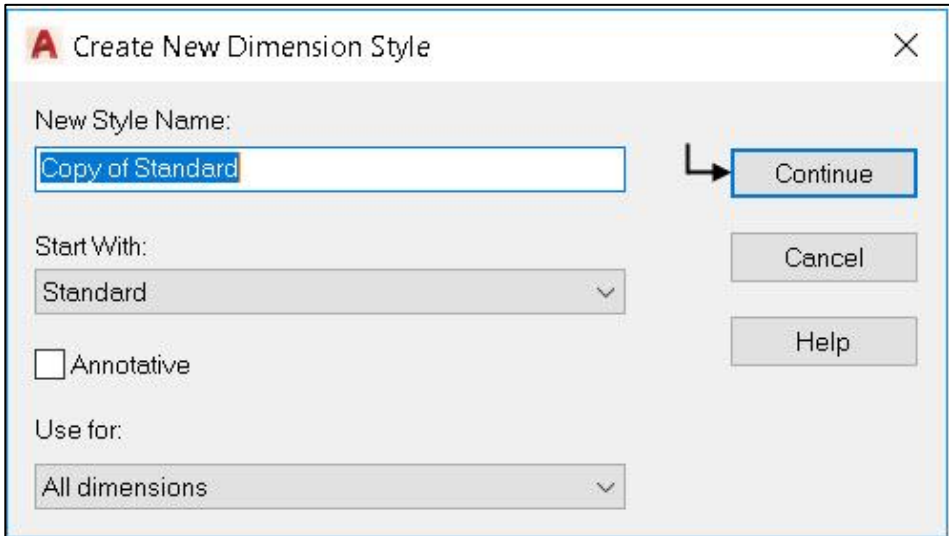 Create New Dimension Style
New Style Name:
Copy of Standard
Continue
Start With:
Cancel
Standard
Help
Annotative
Use for:
All dimensions